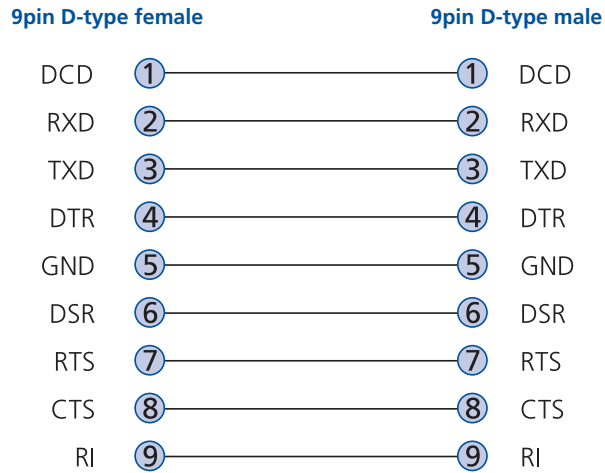 9pin D-type female 9pin D-type male
DCD 1 1 DCD
RXD 2 2 RXD
TXD 3 3 TXD
DTR 4 4 DTR
GND 5 5 GND
DSR 6 6 DSR
RTS 7 7 RTS
CTS 8 8 CTS
RI 9 9 RI